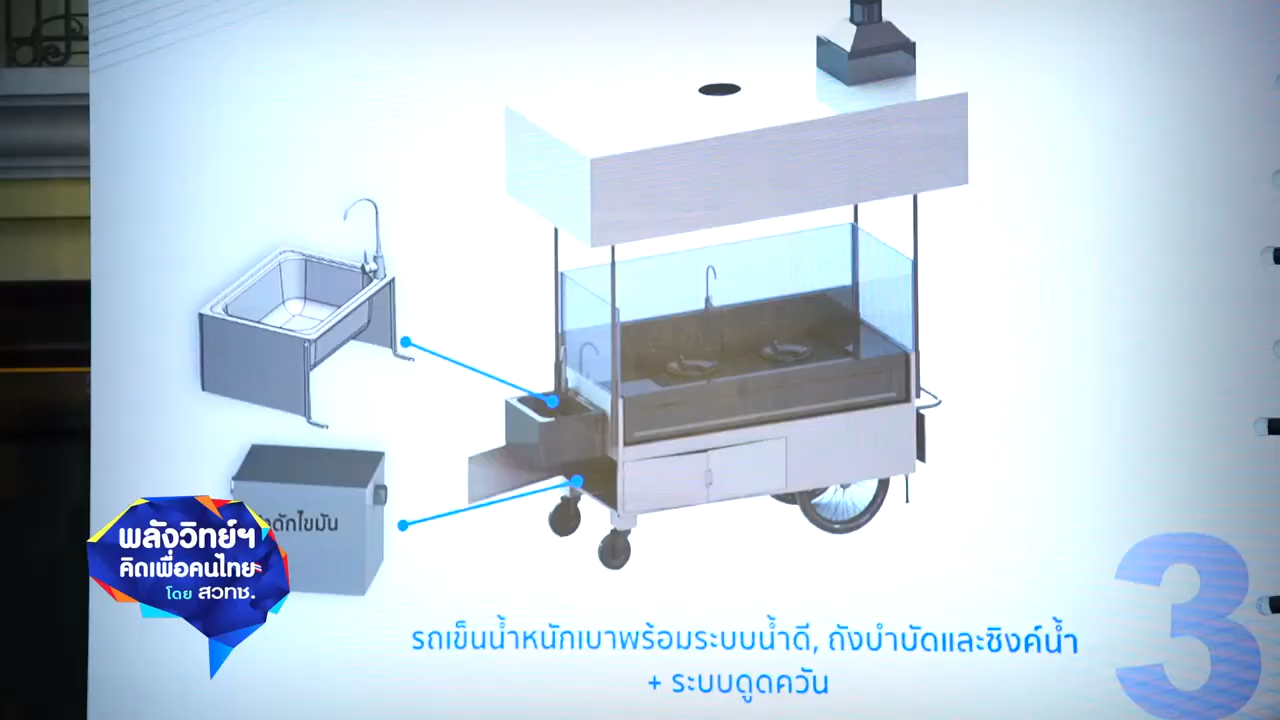 ดักไขมัน
พลังวิทย์ฯ
คิดเพื่อคนไทย
โดย สวทช.
รถเข็นน้ำหนักเบาพร้อมระบบน้ำดี, ถังบำบัดและซิงค์น้ำ
+ ระบบดูดควัน
3